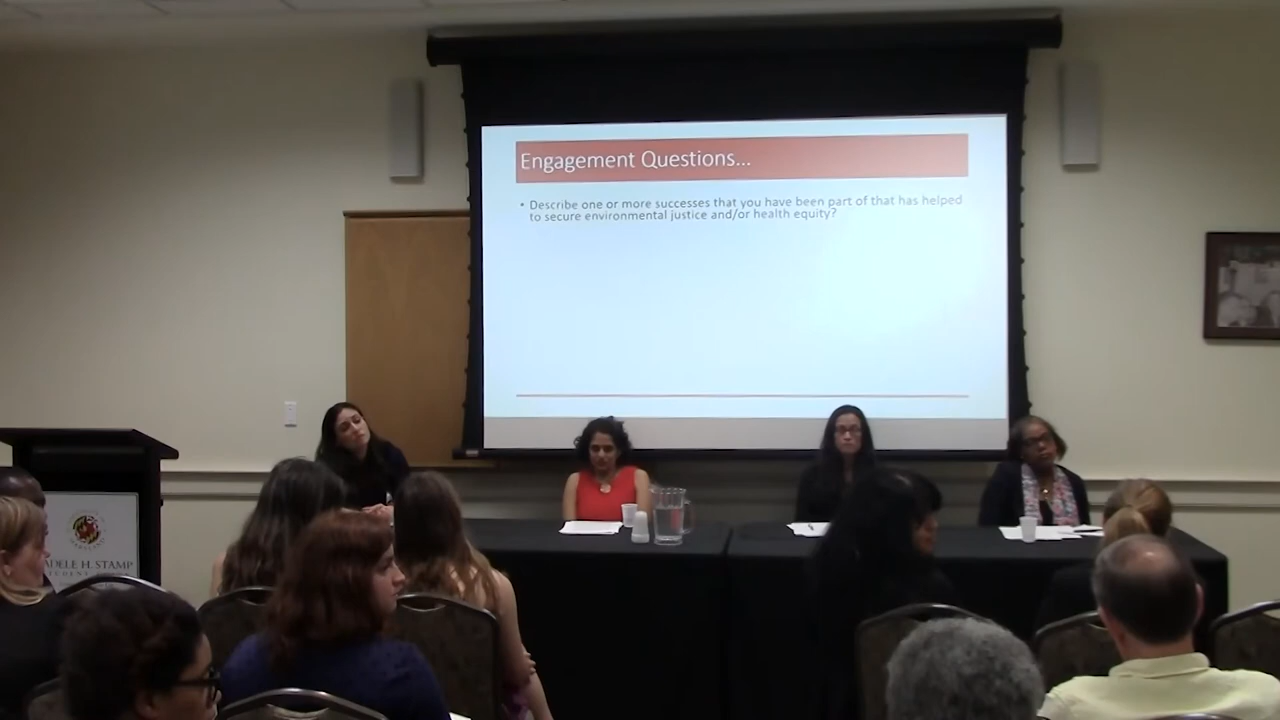 Engagement Questions...
• Describe one or more successes that you have been part of that has helped
to secure environmental justice and/or health equity?
ADELE H. STAMP